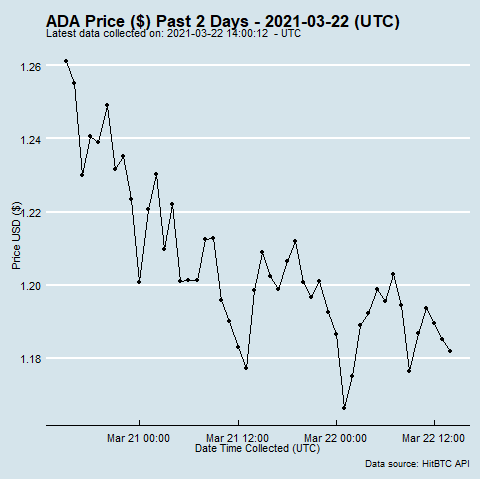 ADA Price ($) Past 2 Days - 2021-03-22 (UTC)
Latest data collected on: 2021-03-22 14:00:12 - UTC
Price USD ($)
1.26
1.24
1.22
1.20
1.18
Mar 21 00:00 Mar 21 12:00 Mar 22 00:00 Mar 22 12:00
Date Time Collected (UTC)
Data source: HitBTC API